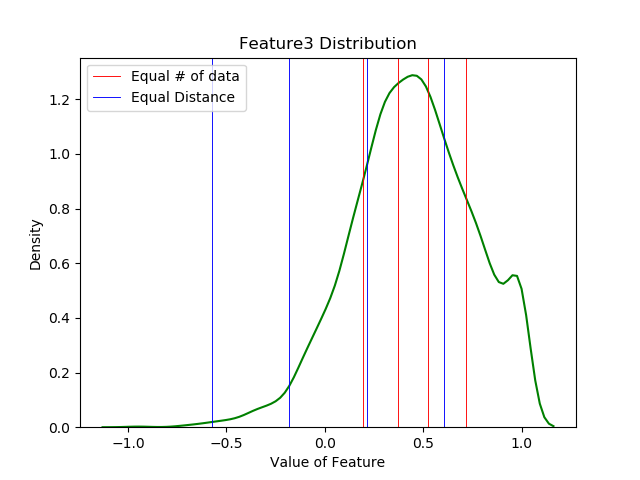 Feature3 Distribution
Equal # of data
Equal Distance
Density
1.2
1.0
0.8
0.6
0.4
0.2
0.0
−1.0 −0.5 0.0 0.5 1.0
Value of Feature